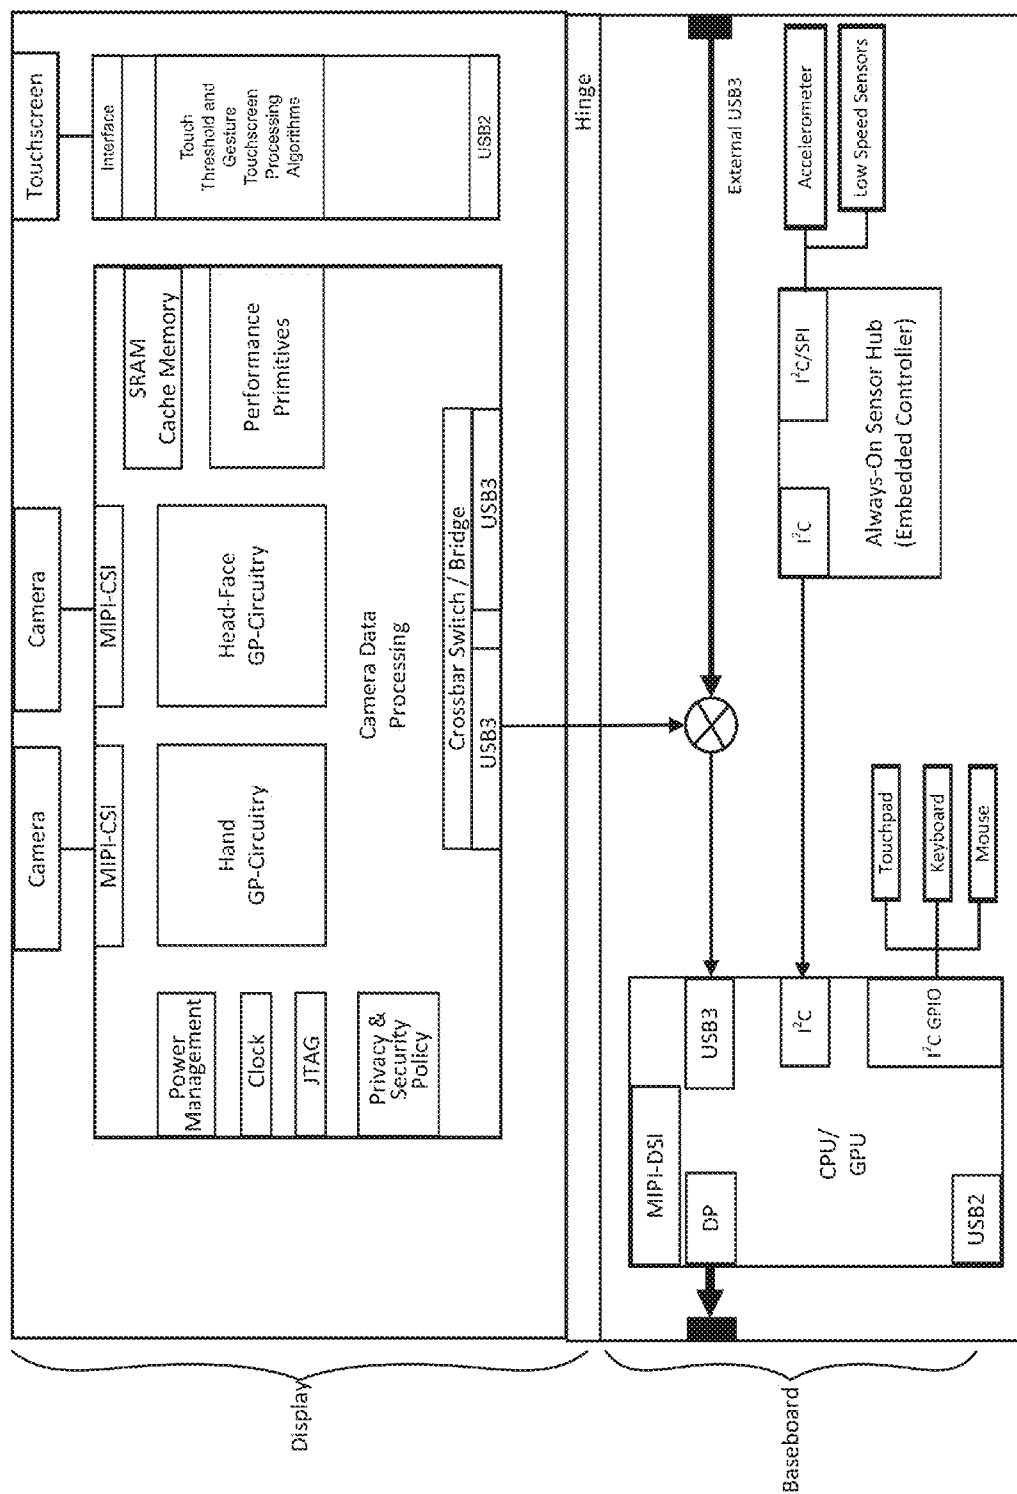 Display
Camera
Camera
Touchscreen
MIPI-CSI
MIPI-CSI
Interface
Power
Management
Clock
JTAG
Privacy &
Security
Policy
Hand
GP-Circuitry
Head-Face
GP-Circuitry
SRAM
Cache Memory
Performance
Primitives
Camera Data
Processing
Crossbar Switch / Bridge
USB3
USB3
Touch
Threshold and
Gesture
Touchscreen
Processing
Algorithms
USB2
Hinge
Baseboard
MIPI-DSI
DP
USB3
I²C
I²C GPIO
CPU/
GPU
USB2
Touchpad
Keyboard
Mouse
External USB3
I²C
I²C/SPI
Always-On Sensor Hub
(Embedded Controller)
Accelerometer
Low Speed Sensors